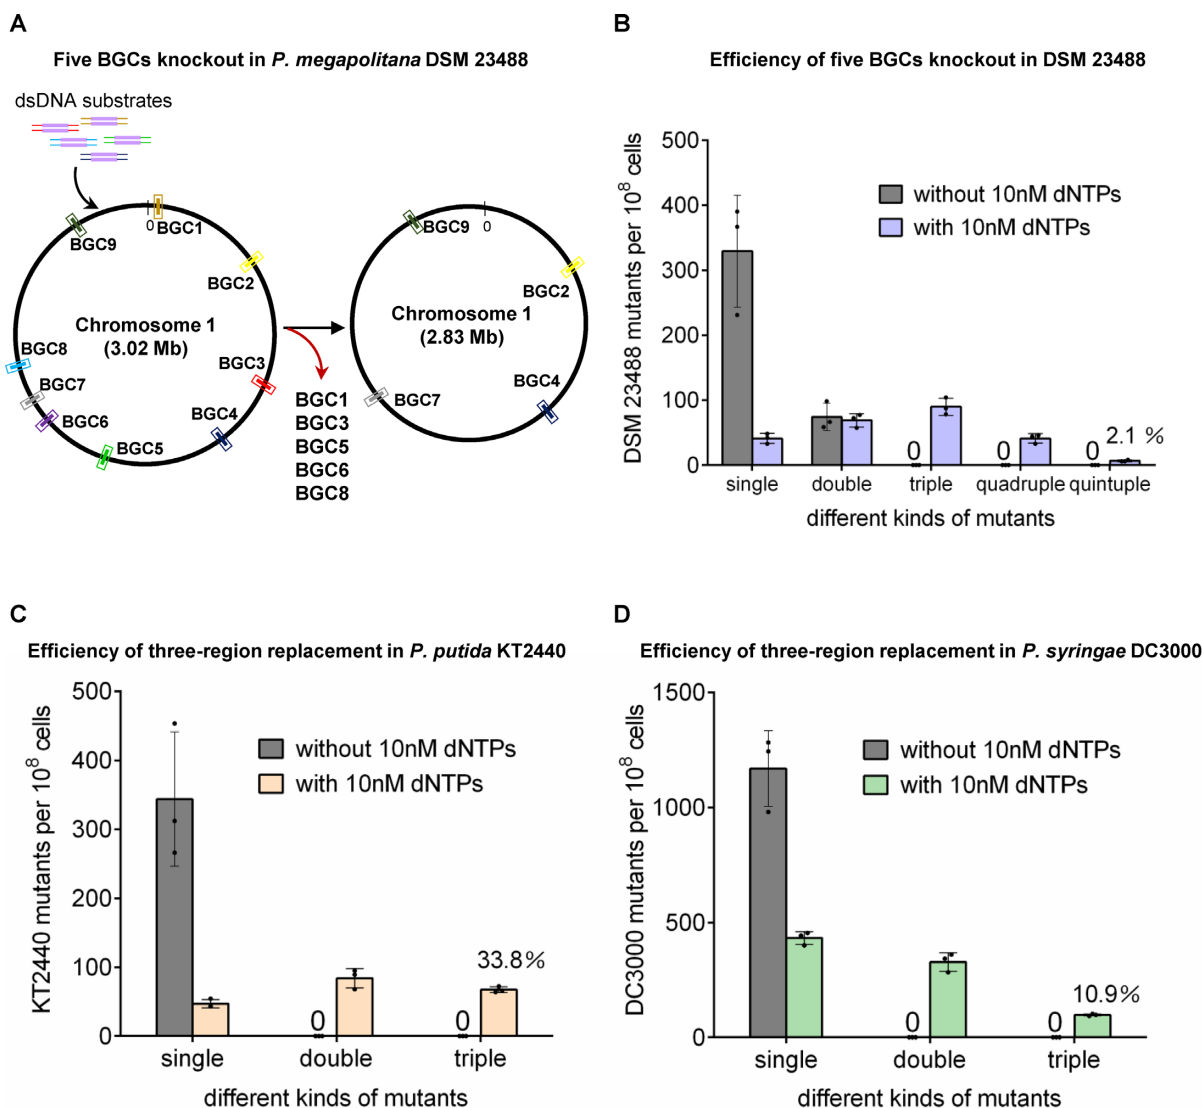 A
Five BGCs knockout in P. megapolitana DSM 23488
dsDNA substrates
0
BGC1
BGC9
BGC2
Chromosome 1
(3.02 Mb)
BGC8
BGC3
BGC7
BGC6
BGC4
BGC5
BGC1
BGC3
BGC5
BGC6
BGC8
BGC9
0
BGC2
Chromosome 1
(2.83 Mb)
BGC4
BGC7
B
Efficiency of five BGCs knockout in DSM 23488
DSM 23488 mutants per 10⁸ cells
500
400
300
200
100
0
without 10nM dNTPs
with 10nM dNTPs
0
0
0
2.1 %
single double triple quadruple quintuple
different kinds of mutants
C
Efficiency of three-region replacement in P. putida KT2440
KT2440 mutants per 10⁸ cells
500
400
300
200
100
0
without 10nM dNTPs
with 10nM dNTPs
0
0
33.8%
single double triple
different kinds of mutants
D
Efficiency of three-region replacement in P. syringae DC3000
DC3000 mutants per 10⁸ cells
1500
1000
500
0
without 10nM dNTPs
with 10nM dNTPs
0
0
10.9%
single double triple
different kinds of mutants